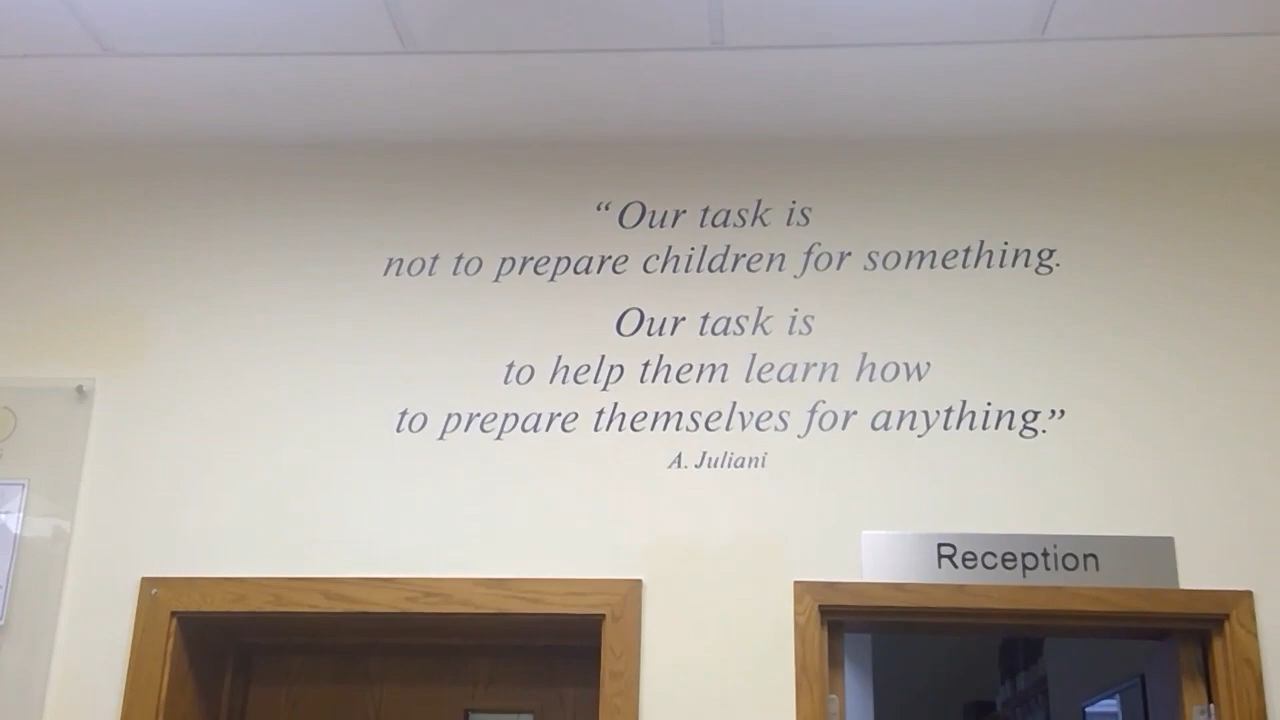 “Our task is
not to prepare children for something.
Our task is
to help them learn how
to prepare themselves for anything.”
A. Juliani
Reception